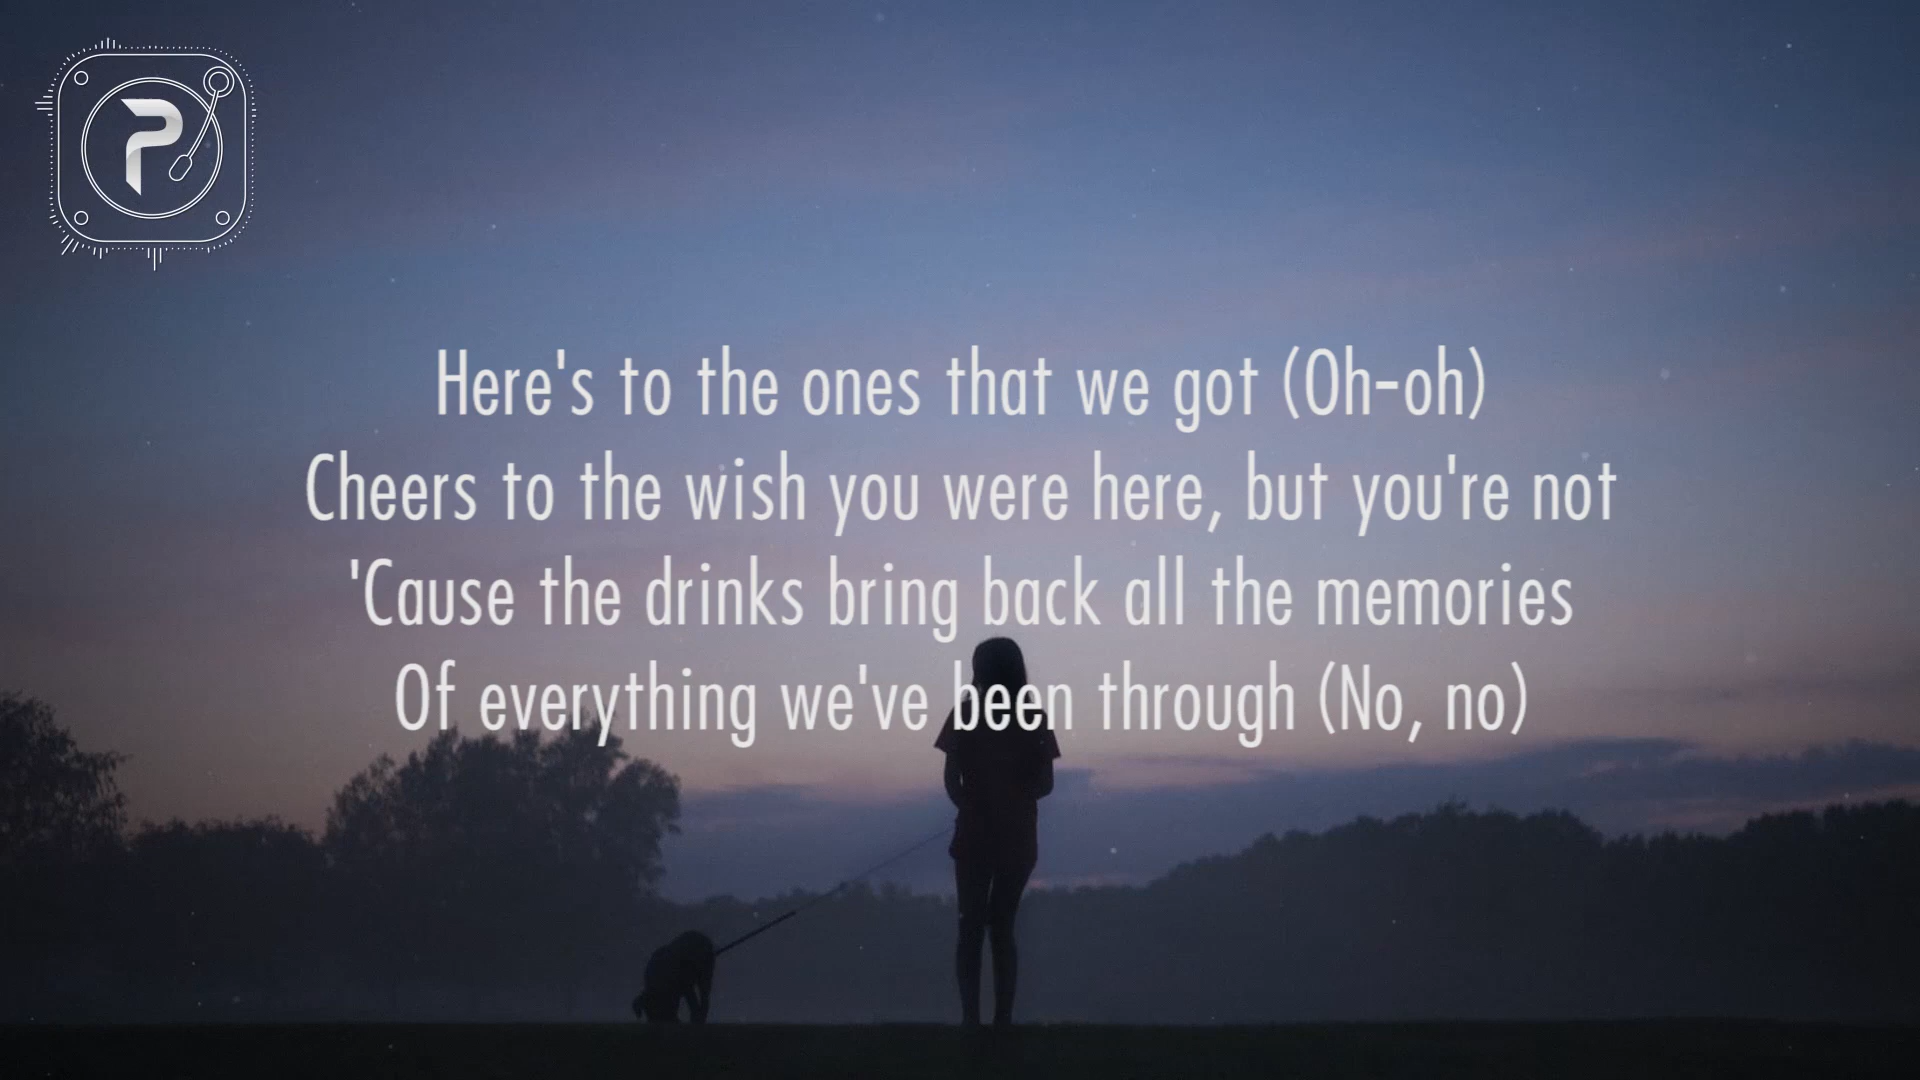 P
Here's to the ones that we got (Oh-oh)
Cheers to the wish you were here, but you're not
'Cause the drinks bring back all the memories
Of everything we've been through (No, no)